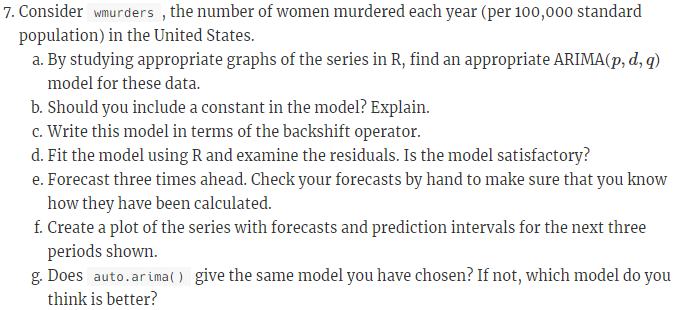 7. Consider wmurders , the number of women murdered each year (per 100,000 standard
population) in the United States.
a. By studying appropriate graphs of the series in R, find an appropriate ARIMA(p, d, q)
model for these data.
b. Should you include a constant in the model? Explain.
c. Write this model in terms of the backshift operator.
d. Fit the model using R and examine the residuals. Is the model satisfactory?
e. Forecast three times ahead. Check your forecasts by hand to make sure that you know
how they have been calculated.
f. Create a plot of the series with forecasts and prediction intervals for the next three
periods shown.
g. Does auto.arima() give the same model you have chosen? If not, which model do you
think is better?